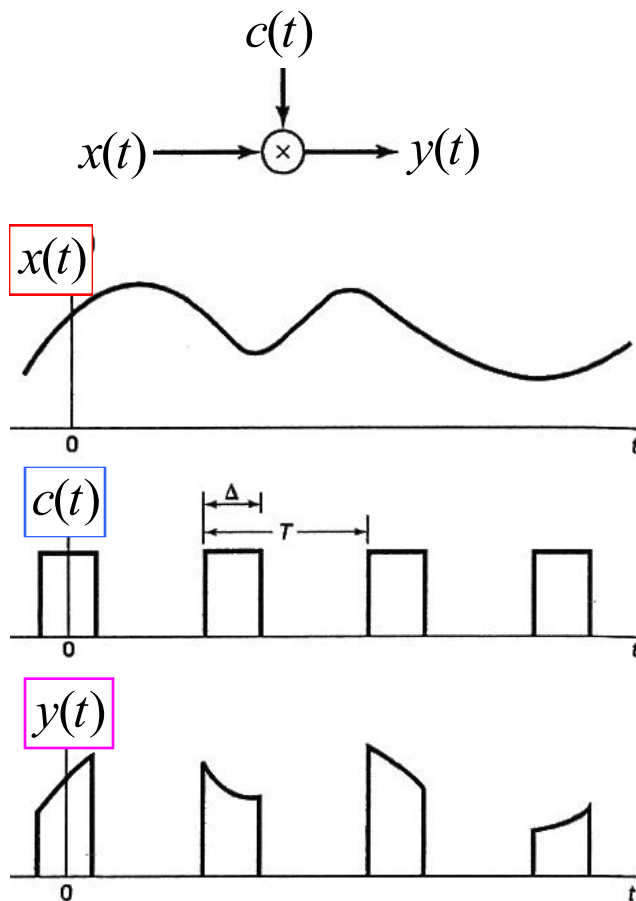 c(t)
x(t) × y(t)
x(t)
0 t
c(t)
Δ
T
0 t
y(t)
0 t